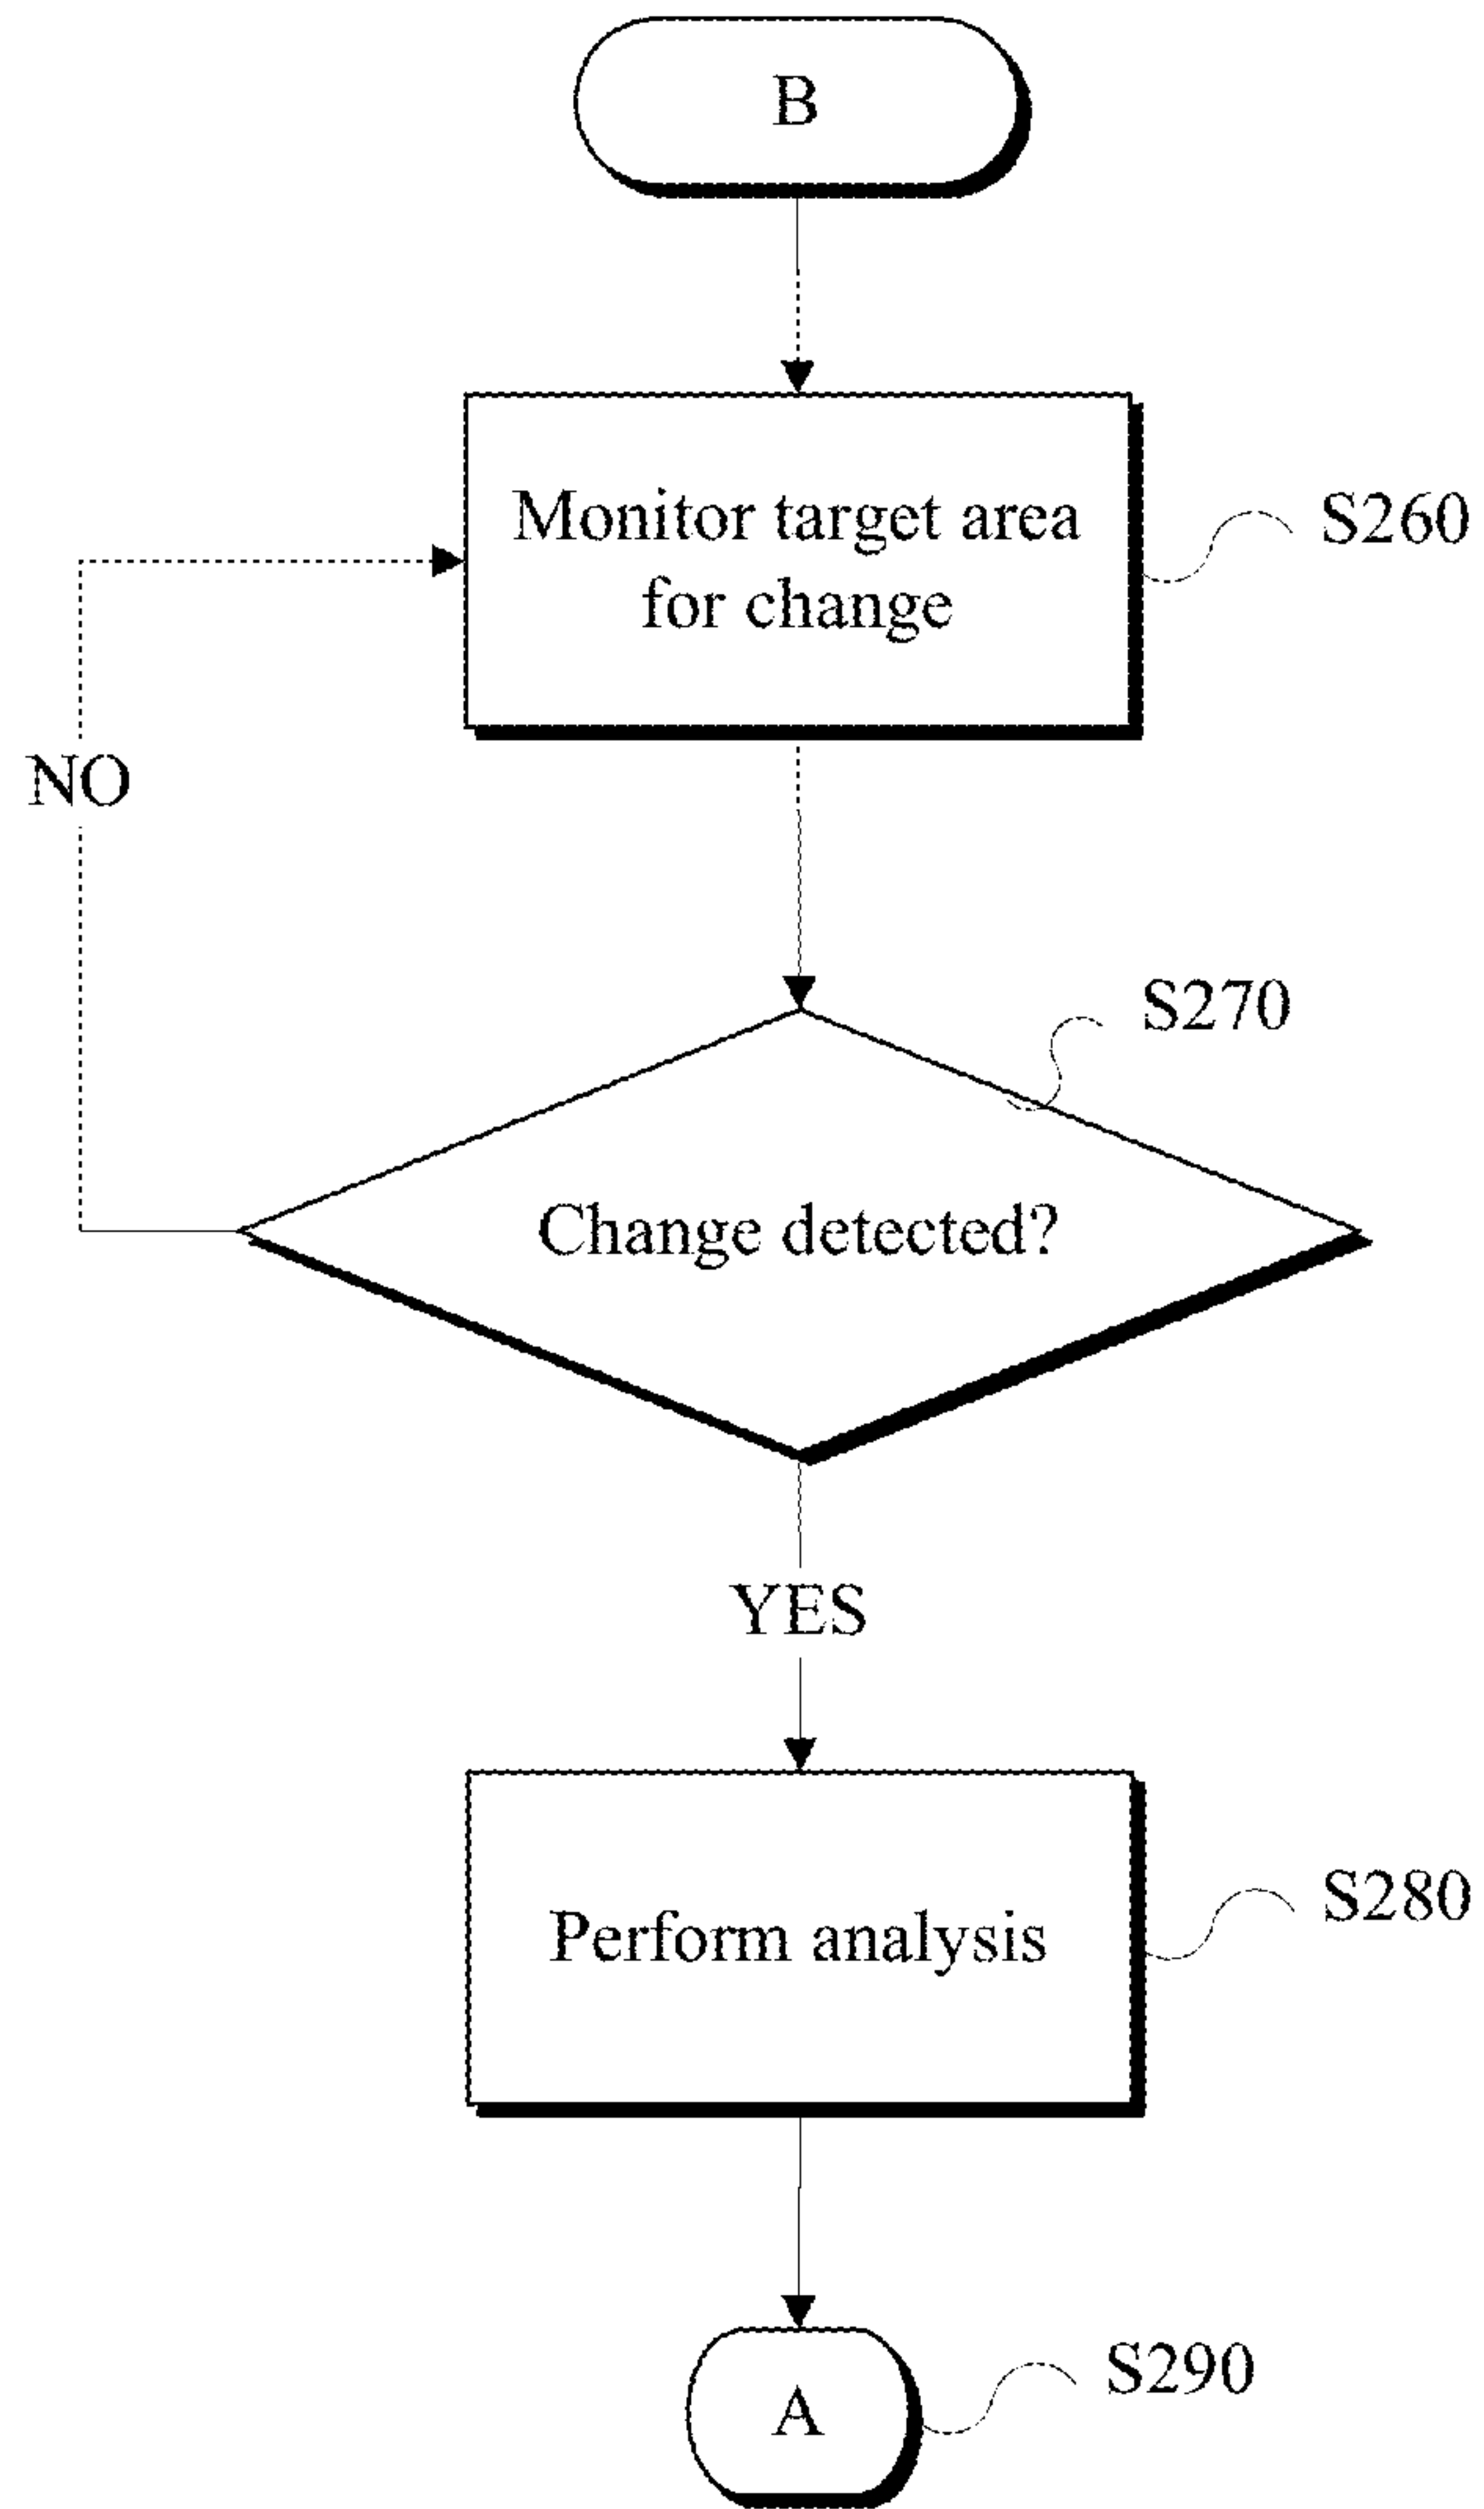 B
Monitor target area
for change
S260
NO
S270
Change detected?
YES
Perform analysis
S280
A
S290